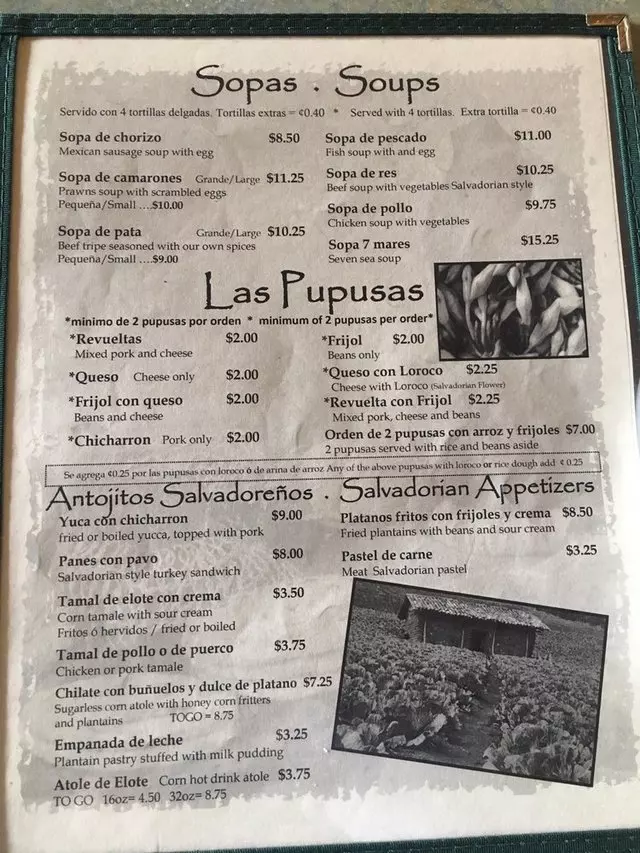 Sopas . Soups
Servido con 4 tortillas delgadas. Tortillas extras = ¢0.40 * Served with 4 tortillas. Extra tortilla = ¢0.40
Sopa de chorizo $8.50
Mexican sausage soup with egg
Sopa de camarones Grande/Large $11.25
Prawns soup with scrambled eggs
Pequeña/Small ....$10.00
Sopa de pata Grande/Large $10.25
Beef tripe seasoned with our own spices
Pequeña/Small ....$9.00
Sopa de pescado $11.00
Fish soup with and egg
Sopa de res $10.25
Beef soup with vegetables Salvadorian style
Sopa de pollo $9.75
Chicken soup with vegetables
Sopa 7 mares $15.25
Seven sea soup
Las Pupusas
*minimo de 2 pupusas por orden * minimum of 2 pupusas per order*
*Revueltas $2.00
Mixed pork and cheese
*Queso Cheese only $2.00
*Frijol con queso $2.00
Beans and cheese
*Chicharron Pork only $2.00
*Frijol $2.00
Beans only
*Queso con Loroco $2.25
Cheese with Loroco (Salvadorian Flower)
*Revuelta con Frijol $2.25
Mixed pork, cheese and beans
Orden de 2 pupusas con arroz y frijoles $7.00
2 pupusas served with rice and beans aside
Se agrega ¢0.25 por las pupusas con loroco ó de arina de arroz Any of the above pupusas with loroco or rice dough add ¢ 0.25
Antojitos Salvadoreños . Salvadorian Appetizers
Yuca con chicharron $9.00
fried or boiled yucca, topped with pork
Panes con pavo $8.00
Salvadorian style turkey sandwich
Tamal de elote con crema $3.50
Corn tamale with sour cream
Fritos ó hervidos / fried or boiled
Tamal de pollo o de puerco $3.75
Chicken or pork tamale
Chilate con buñuelos y dulce de platano $7.25
Sugarless corn atole with honey corn fritters
and plantains TOGO = 8.75
Empanada de leche $3.25
Plantain pastry stuffed with milk pudding
Atole de Elote Corn hot drink atole $3.75
TO GO 16oz= 4.50 32oz= 8.75
Platanos fritos con frijoles y crema $8.50
Fried plantains with beans and sour cream
Pastel de carne $3.25
Meat Salvadorian pastel